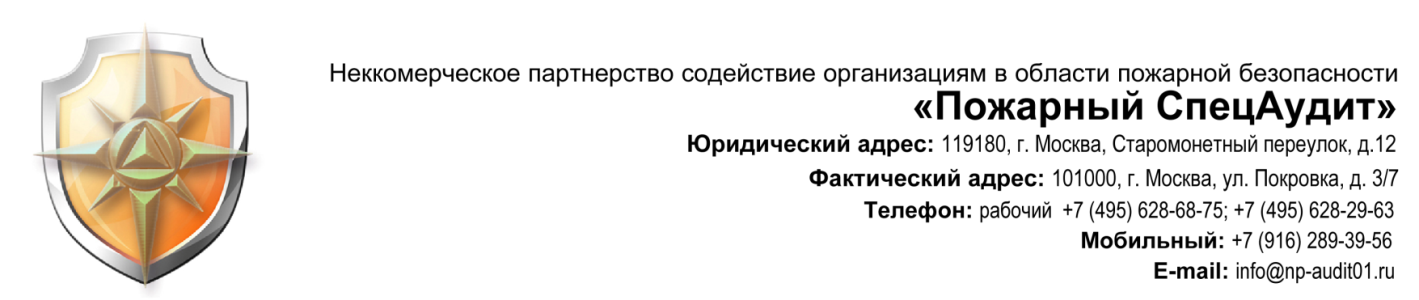 Неккомерческое партнерство содействие организациям в области пожарной безопасности
«Пожарный СпецАудит»
Юридический адрес: 119180, г. Москва, Старомонетный переулок, д.12
Фактический адрес: 101000, г. Москва, ул. Покровка, д. 3/7
Телефон: рабочий +7 (495) 628-68-75; +7 (495) 628-29-63
Мобильный: +7 (916) 289-39-56
E-mail: info@np-audit01.ru